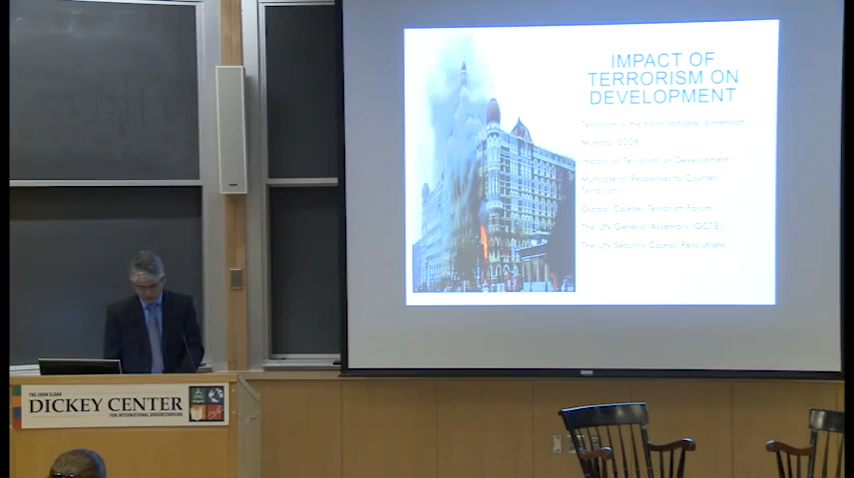 IMPACT OF
TERRORISM ON
DEVELOPMENT
Terrorism in the transnational dimension
Mumbai 2008
Impact of Terrorism on Development
Multilateral Responses to Counter
Terrorism
Global Counter Terrorism Forum
The UN General Assembly (GCTS)
The UN Security Council Resolutions
THE JOHN SLOAN
DICKEY CENTER
FOR INTERNATIONAL UNDERSTANDING